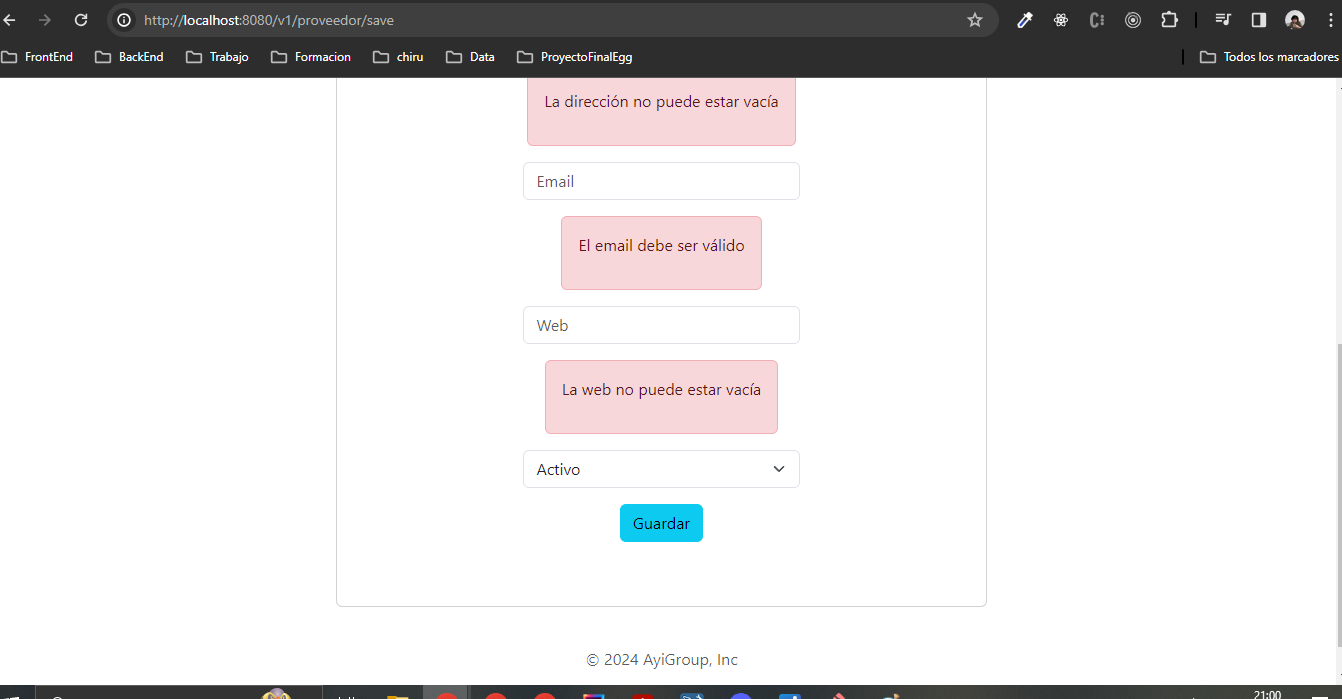 http://localhost:8080/v1/proveedor/save
FrontEnd BackEnd Trabajo Formacion chiru Data ProyectoFinalEgg Todos los marcadores
La dirección no puede estar vacía
Email
El email debe ser válido
Web
La web no puede estar vacía
Activo
Guardar
© 2024 AyiGroup, Inc
21:00